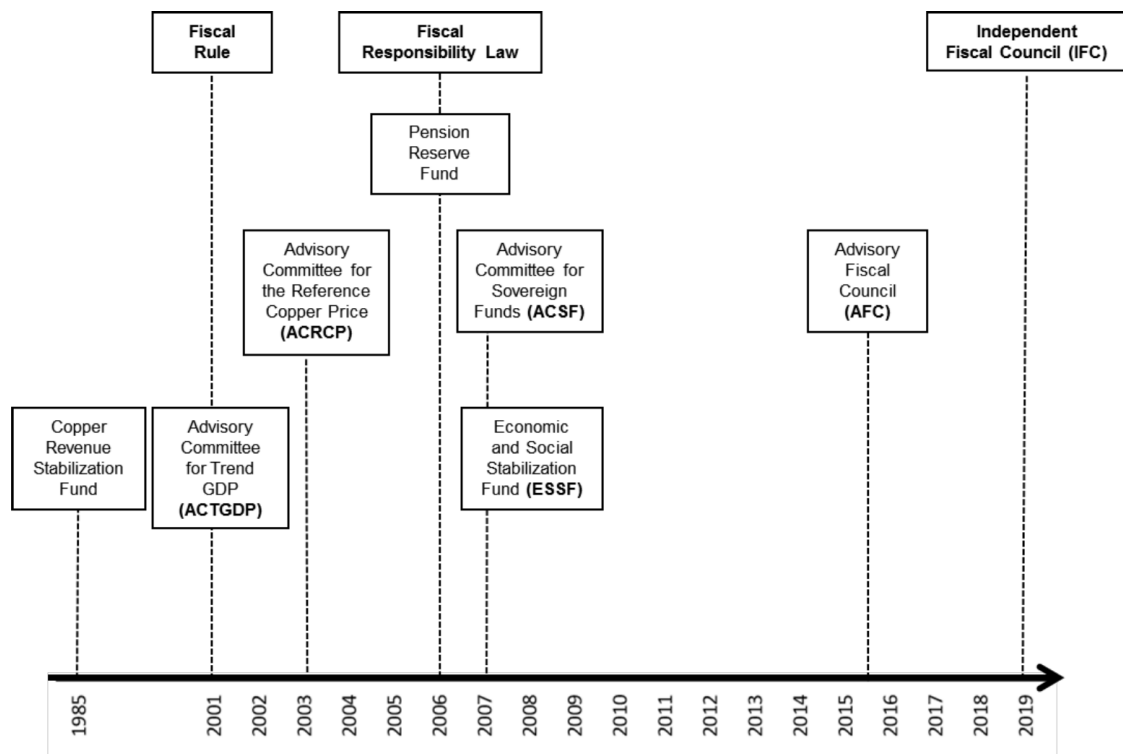 Fiscal
Rule
Fiscal
Responsibility Law
Independent
Fiscal Council (IFC)
Pension
Reserve
Fund
Advisory
Committee for
the Reference
Copper Price
(ACRCP)
Advisory
Committee for
Sovereign
Funds (ACSF)
Advisory
Fiscal
Council
(AFC)
Copper
Revenue
Stabilization
Fund
Advisory
Committee
for Trend
GDP
(ACTGDP)
Economic
and Social
Stabilization
Fund (ESSF)
1985
2001
2002
2003
2004
2005
2006
2007
2008
2009
2010
2011
2012
2013
2014
2015
2016
2017
2018
2019